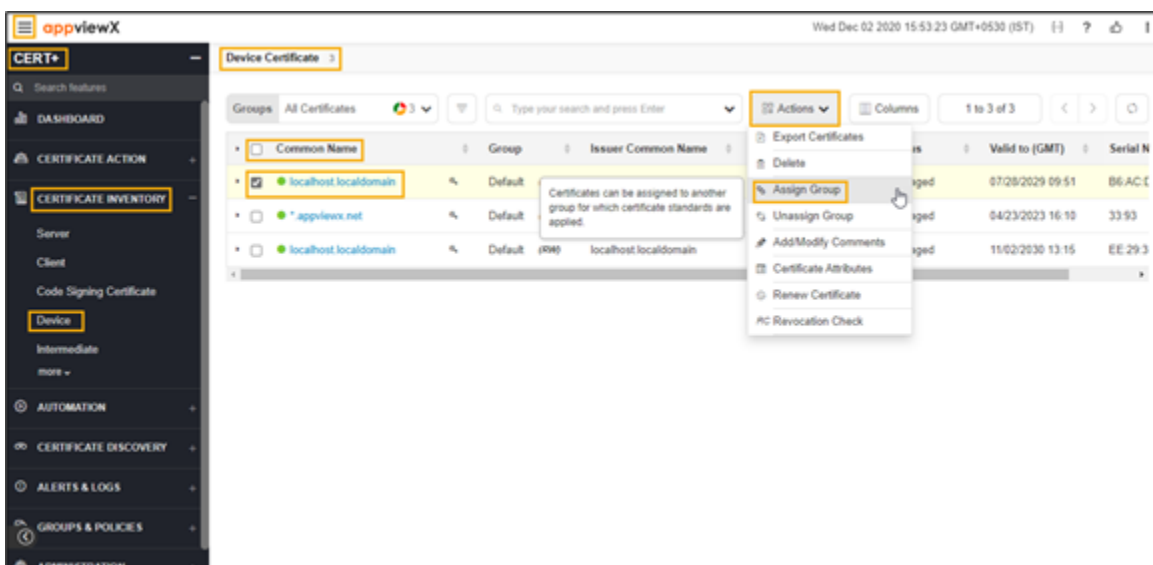 appviewX
Wed Dec 02 2020 15:53:23 GMT+0530 (IST)
?
CERT+
Device Certificate 3
Search features
Groups All Certificates 3
Type your search and press Enter
Actions
Columns
1 to 3 of 3
DASHBOARD
CERTIFICATE ACTION +
CERTIFICATE INVENTORY −
Server
Client
Code Signing Certificate
Device
Intermediate
more
AUTOMATION +
CERTIFICATE DISCOVERY +
ALERTS & LOGS +
GROUPS & POLICIES +
Common Name Group Issuer Common Name Valid to (GMT) Serial N
localhost.localdomain Default aged 07/28/2029 09:51 B6:AC:D
*.appviewx.net Default aged 04/23/2023 16:10 33:93
localhost.localdomain Default (RW) localhost.localdomain aged 11/02/2030 13:15 EE:29:3
Certificates can be assigned to another
group for which certificate standards are
applied.
Export Certificates
Delete
Assign Group
Unassign Group
Add/Modify Comments
Certificate Attributes
Renew Certificate
Revocation Check